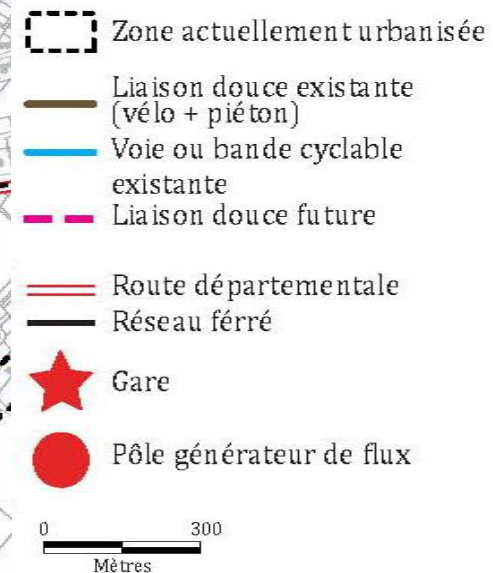 Zone actuellement urbanisée
Liaison douce existante
(vélo + piéton)
Voie ou bande cyclable
existante
Liaison douce future
Route départementale
Réseau férré
Gare
Pôle générateur de flux
0 300
Mètres